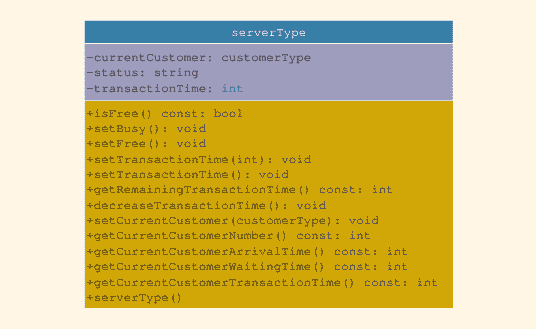 serverType
-currentCustomer: customerType
-status: string
-transactionTime: int
+isFree() const: bool
+setBusy(): void
+setFree(): void
+setTransactionTime(int): void
+setTransactionTime(): void
+getRemainingTransactionTime() const: int
+decreaseTransactionTime(): void
+setCurrentCustomer(customerType): void
+getCurrentCustomerNumber() const: int
+getCurrentCustomerArrivalTime() const: int
+getCurrentCustomerWaitingTime() const: int
+getCurrentCustomerTransactionTime() const: int
+serverType()